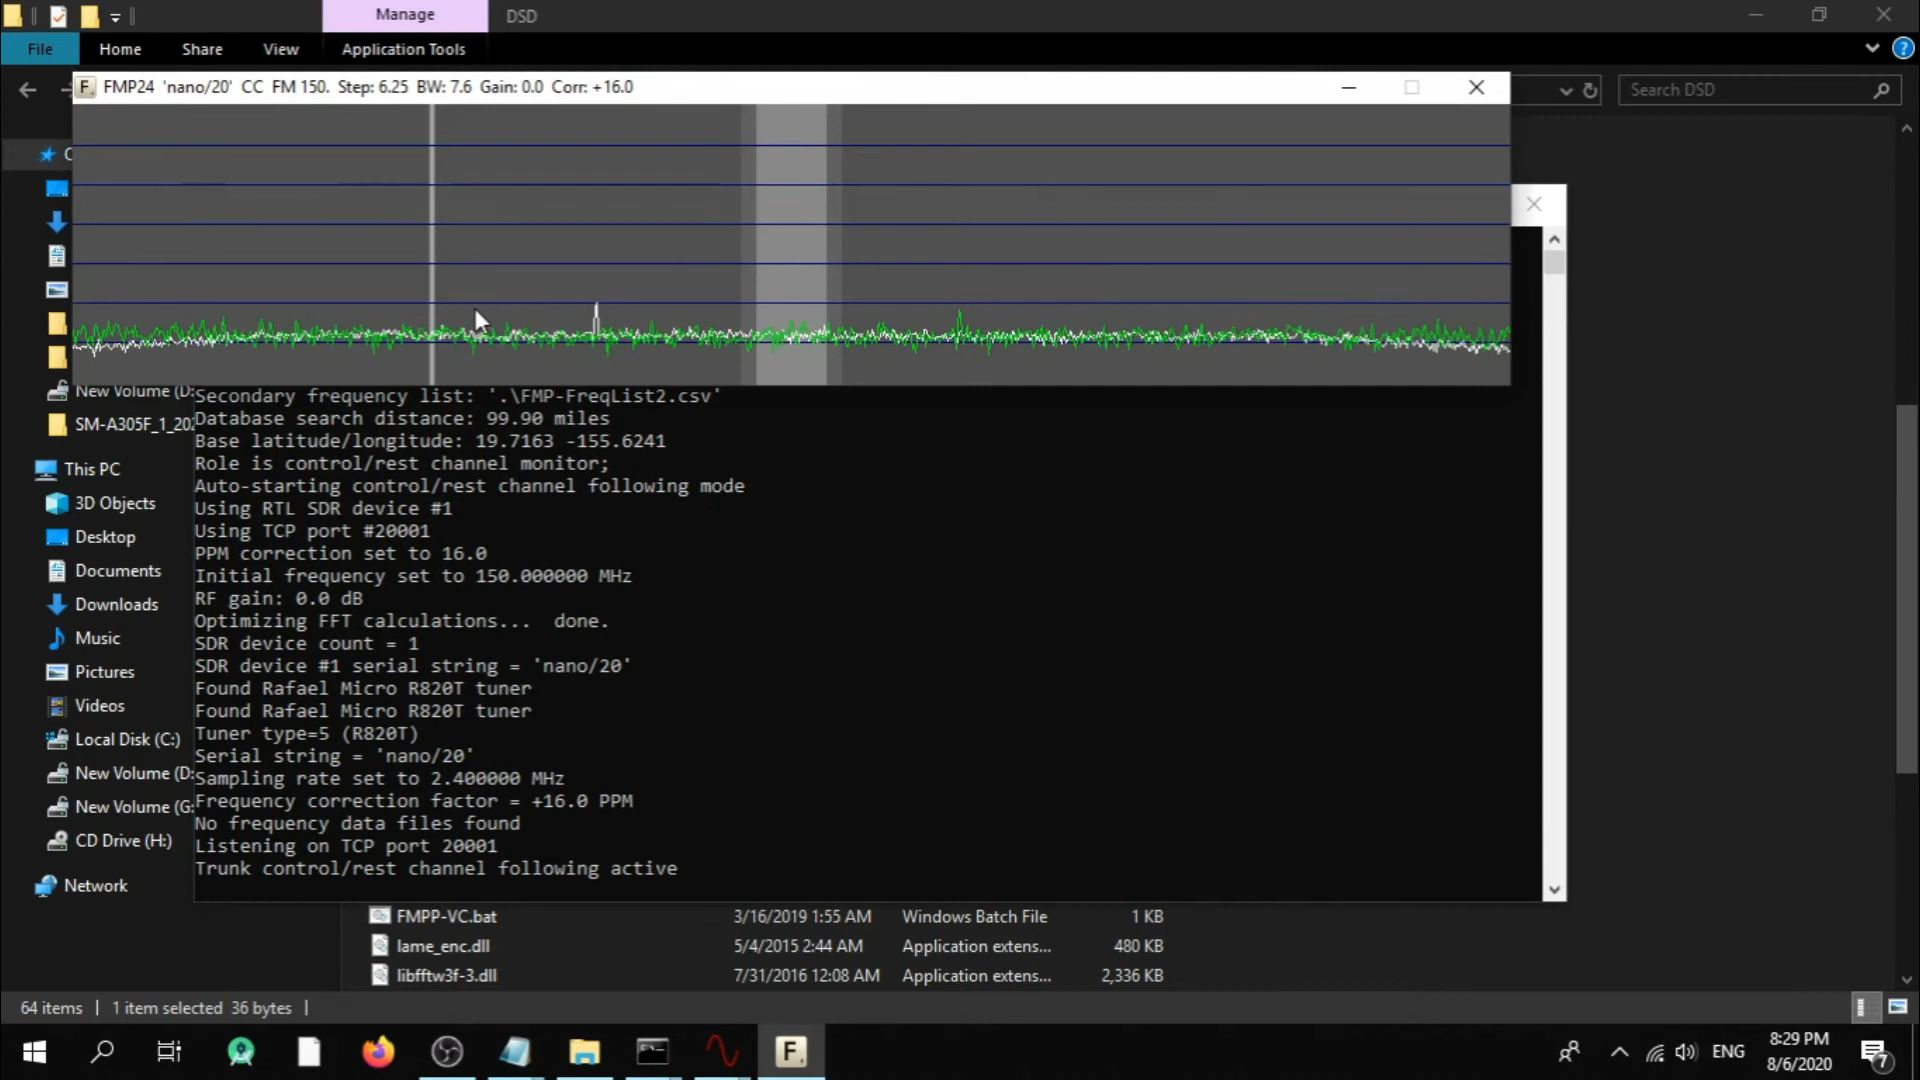 Manage
DSD
File
Home
Share
View
Application Tools
FMP24 'nano/20' CC FM 150. Step: 6.25 BW: 7.6 Gain: 0.0 Corr: +16.0
Search DSD
New Volume (D:
SM-A305F_1_202
This PC
3D Objects
Desktop
Documents
Downloads
Music
Pictures
Videos
Local Disk (C:)
New Volume (D:
New Volume (G:
CD Drive (H:)
Network
Secondary frequency list: '.\FMP-FreqList2.csv'
Database search distance: 99.90 miles
Base latitude/longitude: 19.7163 -155.6241
Role is control/rest channel monitor;
Auto-starting control/rest channel following mode
Using RTL SDR device #1
Using TCP port #20001
PPM correction set to 16.0
Initial frequency set to 150.000000 MHz
RF gain: 0.0 dB
Optimizing FFT calculations... done.
SDR device count = 1
SDR device #1 serial string = 'nano/20'
Found Rafael Micro R820T tuner
Found Rafael Micro R820T tuner
Tuner type=5 (R820T)
Serial string = 'nano/20'
Sampling rate set to 2.400000 MHz
Frequency correction factor = +16.0 PPM
No frequency data files found
Listening on TCP port 20001
Trunk control/rest channel following active
FMPP-VC.bat 3/16/2019 1:55 AM Windows Batch File 1 KB
lame_enc.dll 5/4/2015 2:44 AM Application extens... 480 KB
libfftw3f-3.dll 7/31/2016 12:08 AM Application extens... 2,336 KB
64 items 1 item selected 36 bytes
ENG
8:29 PM
8/6/2020
7